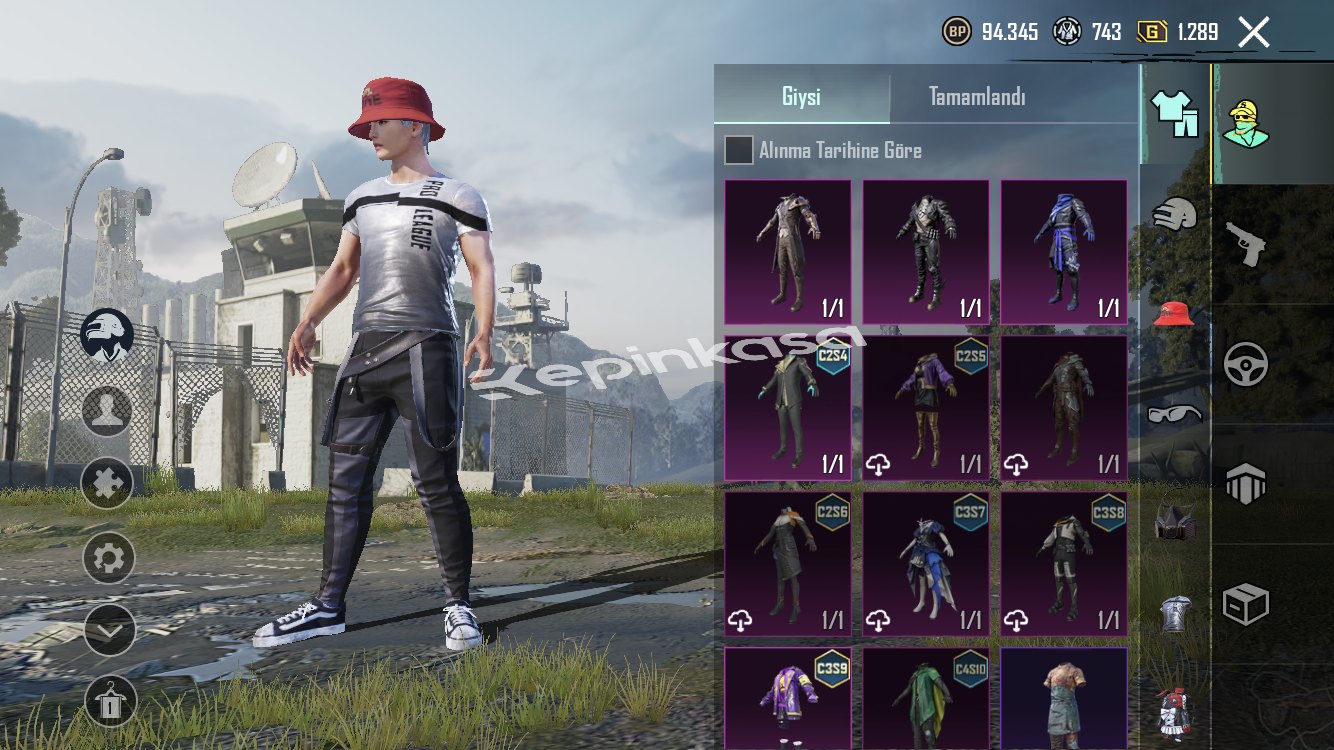 BP 94.345 743 G 1.289
Giysi Tamamlandı
Alınma Tarihine Göre
PRO LEAGUE
1/1 1/1 1/1
Yepinkasa
C2S4 C2S5
1/1 1/1 1/1
C2S6 C3S7 C3S8
1/1 1/1 1/1
C3S9 C4S10